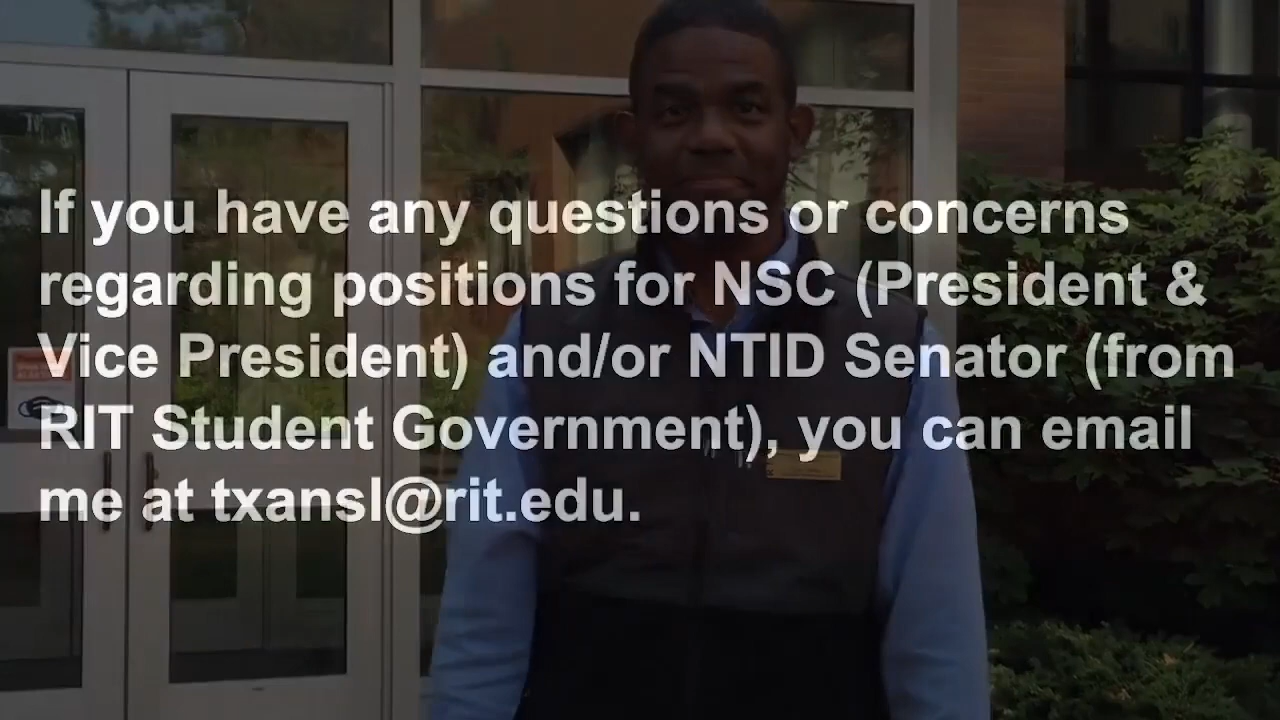 If you have any questions or concerns
regarding positions for NSC (President &
Vice President) and/or NTID Senator (from
RIT Student Government), you can email
me at txansl@rit.edu.